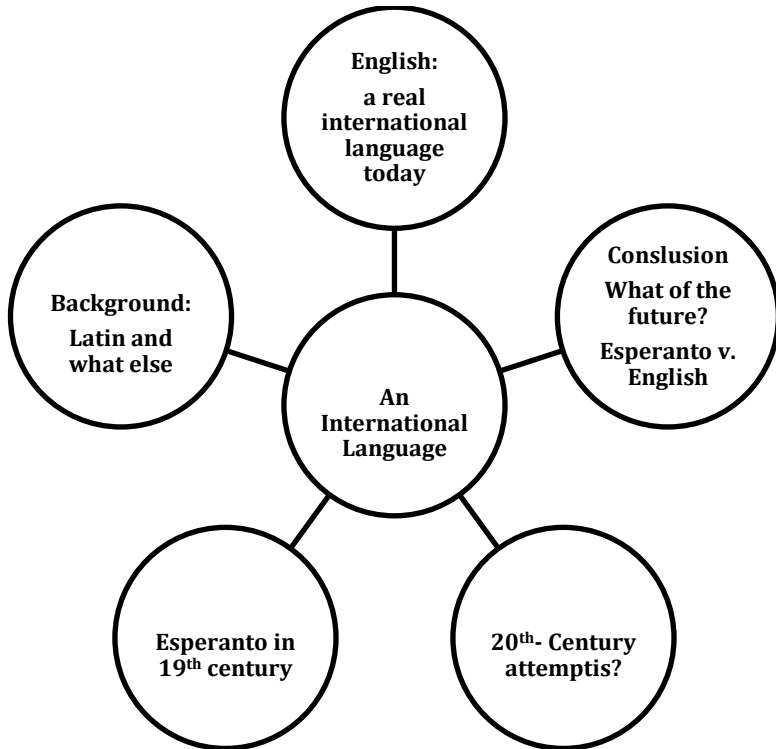 English:
a real
international
language
today
Background:
Latin and
what else
Conslusion
What of the
future?
Esperanto v.
English
An
International
Language
Esperanto in
19th century
20th- Century
attemptis?